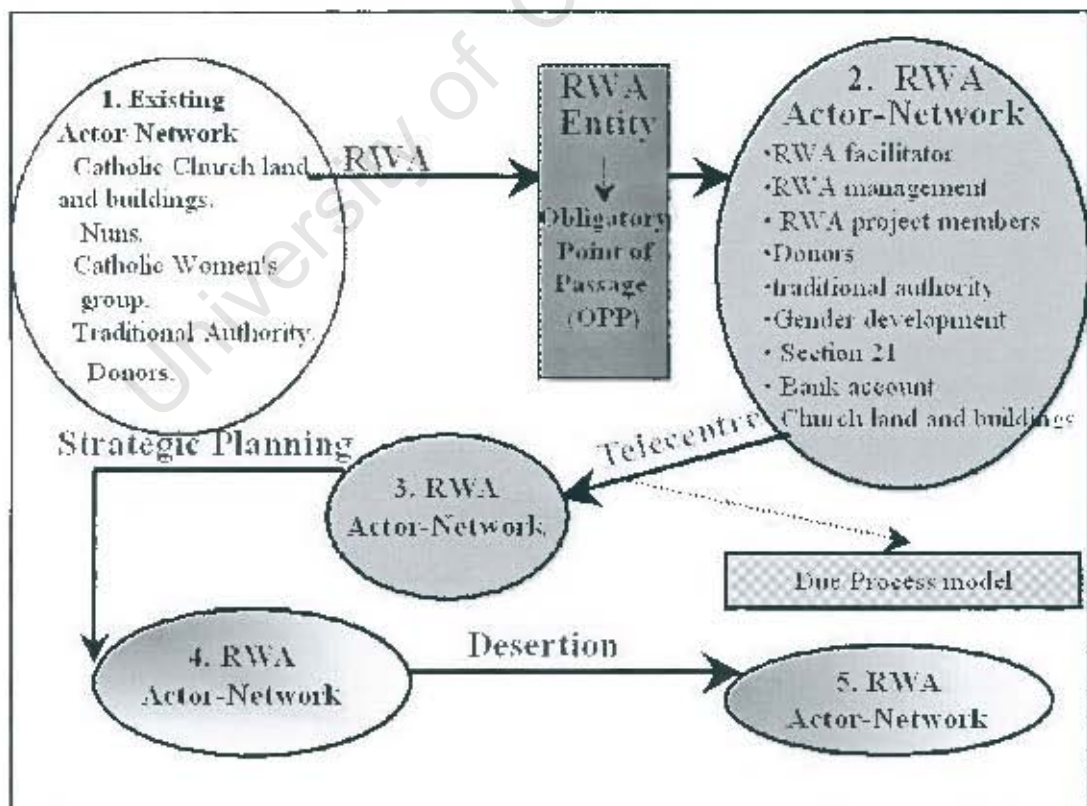 University of C
1. Existing
Actor Network
Catholic Church land
and buildings.
Nuns.
Catholic Women's
group.
Traditional Authority.
Donors.
RWA
RWA
Entity
Obligatory
Point of
Passage
(OPP)
2. RWA
Actor-Network
•RWA facilitator
•RWA management
• RWA project members
•Donors
•traditional authority
•Gender development
• Section 21
• Bank account
Church land and buildings
Telecentre
Strategic Planning
3. RWA
Actor-Network
Due Process model
4. RWA
Actor-Network
Desertion
5. RWA
Actor-Network